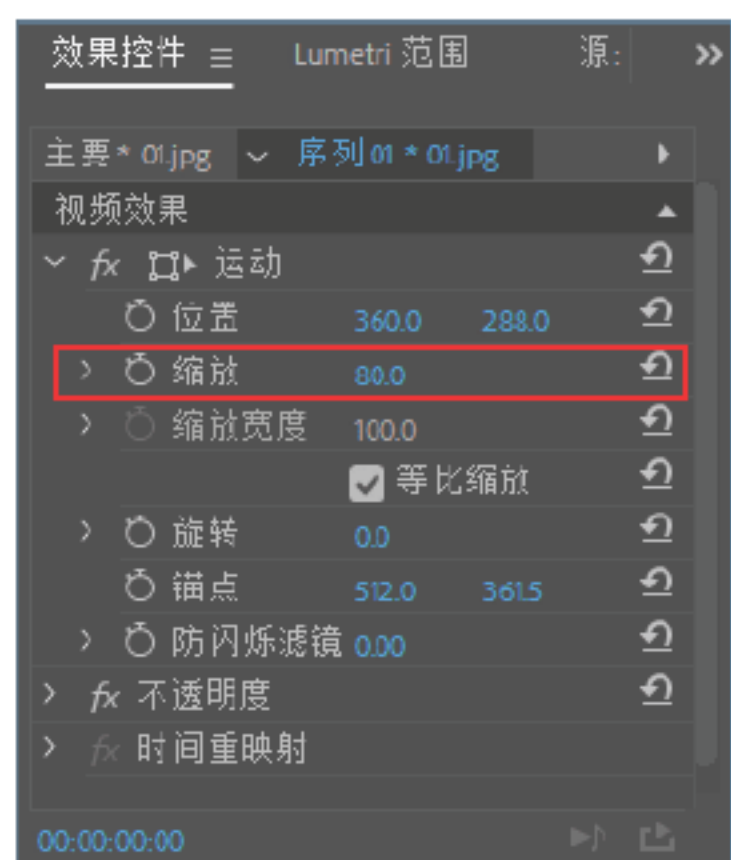 效果控件 Lumetri 范围 源:
主要* 01.jpg 序列 01 * 01.jpg
视频效果
fx 运动
位置 360.0 288.0
缩放 80.0
缩放宽度 100.0
等比缩放
旋转 0.0
锚点 512.0 361.5
防闪烁滤镜 0.00
fx 不透明度
fx 时间重映射
00:00:00:00